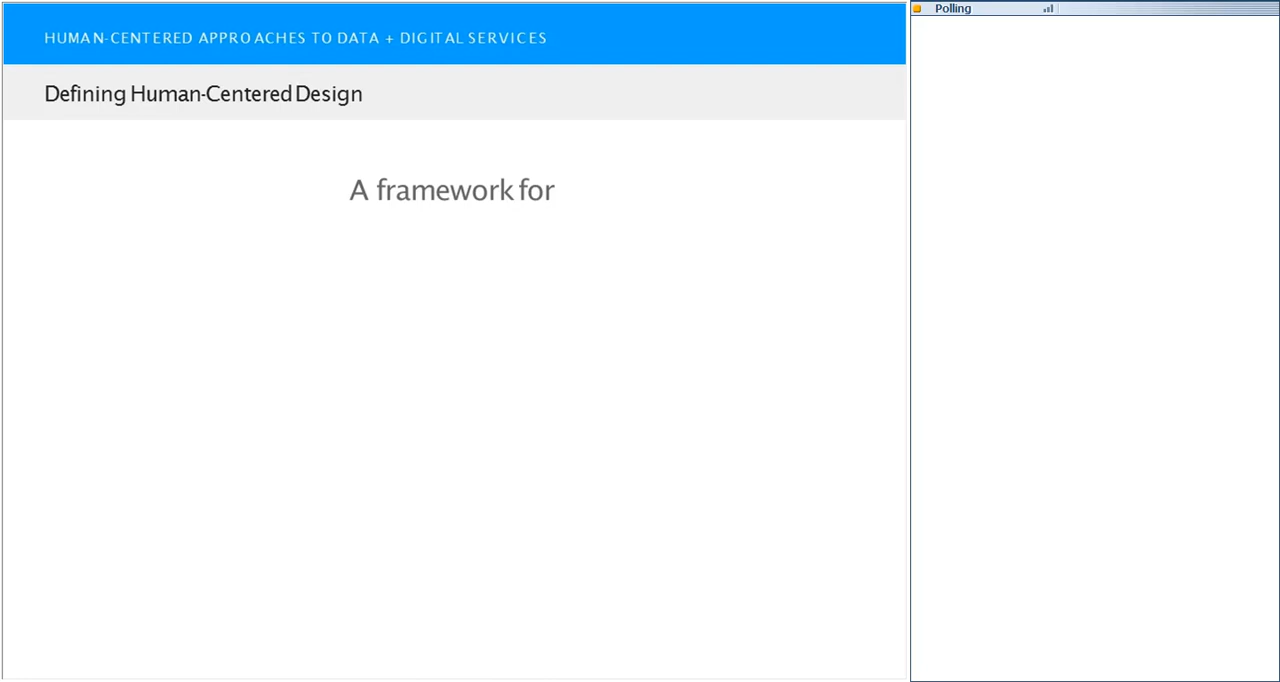 HUMAN-CENTERED APPROACHES TO DATA + DIGITAL SERVICES
Polling
Defining Human-Centered Design
A framework for